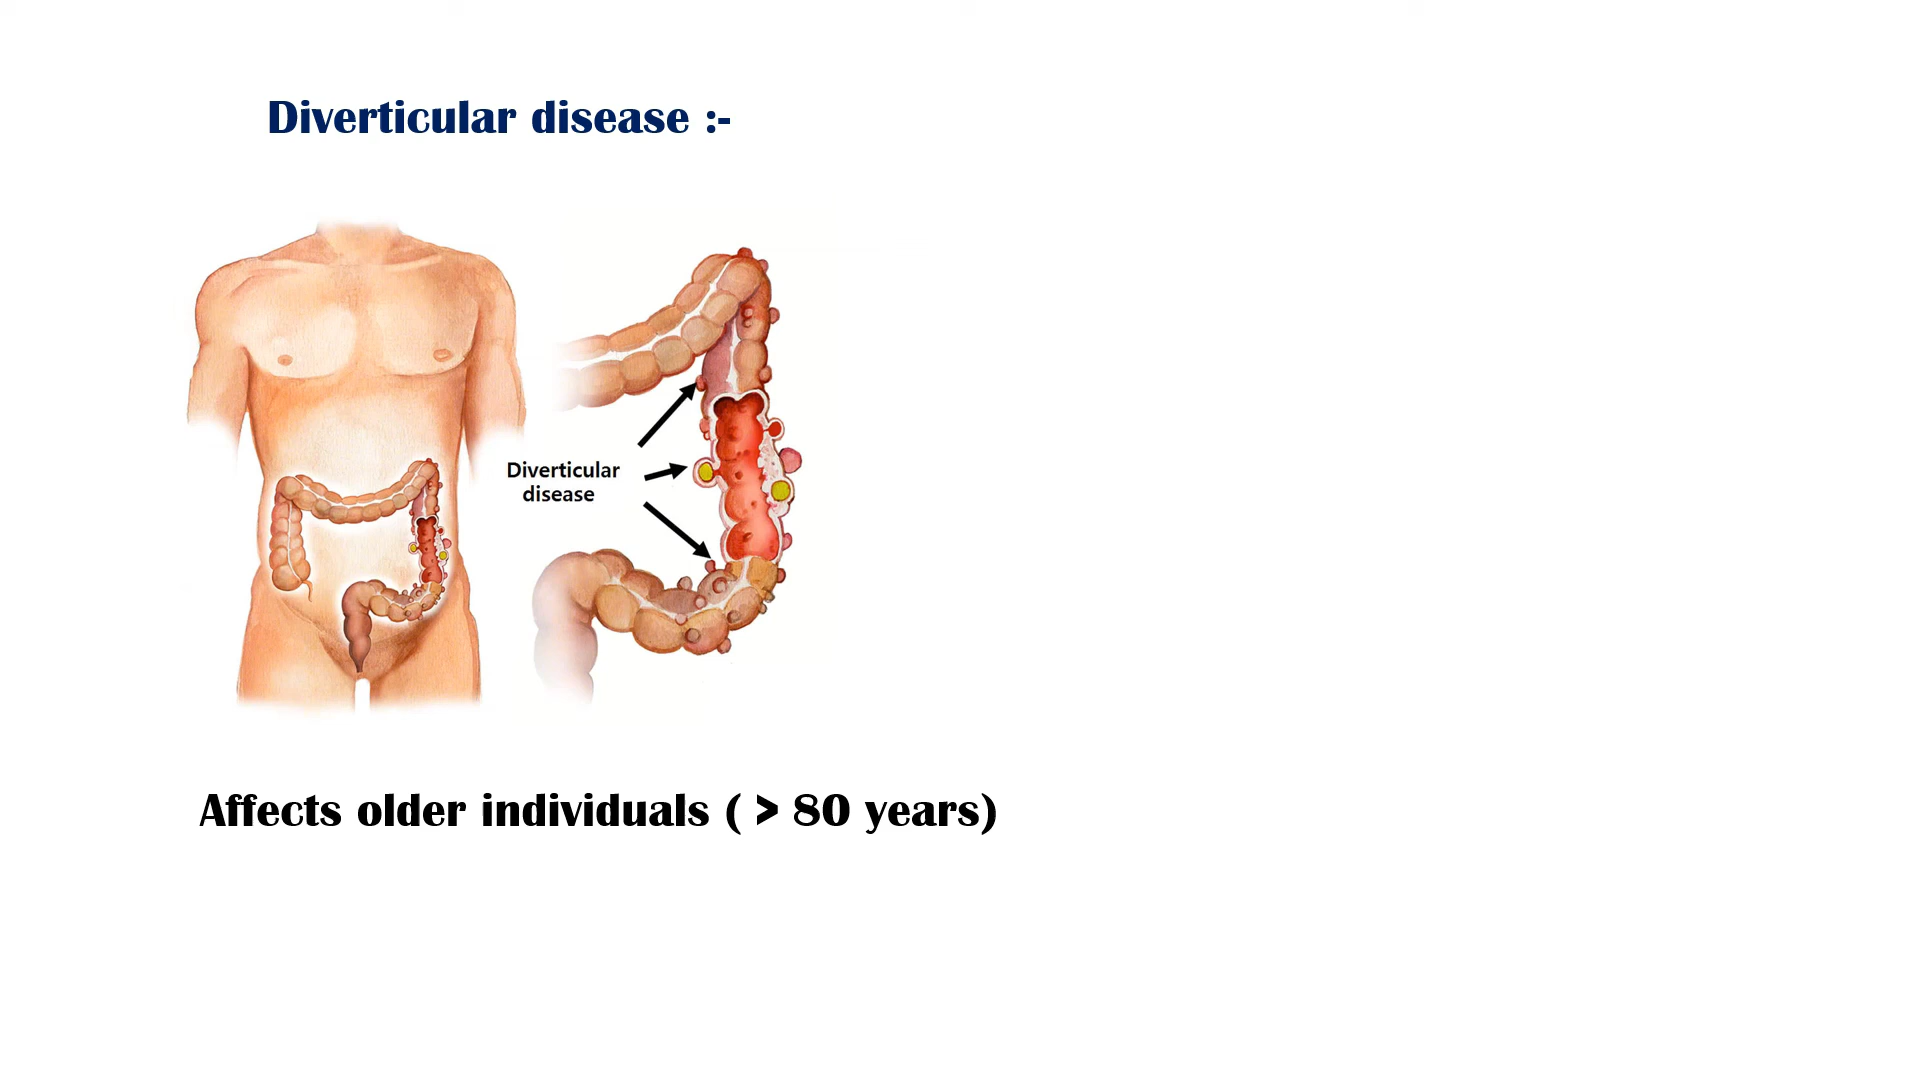 Diverticular disease :-
Diverticular
disease
Affects older individuals ( > 80 years)